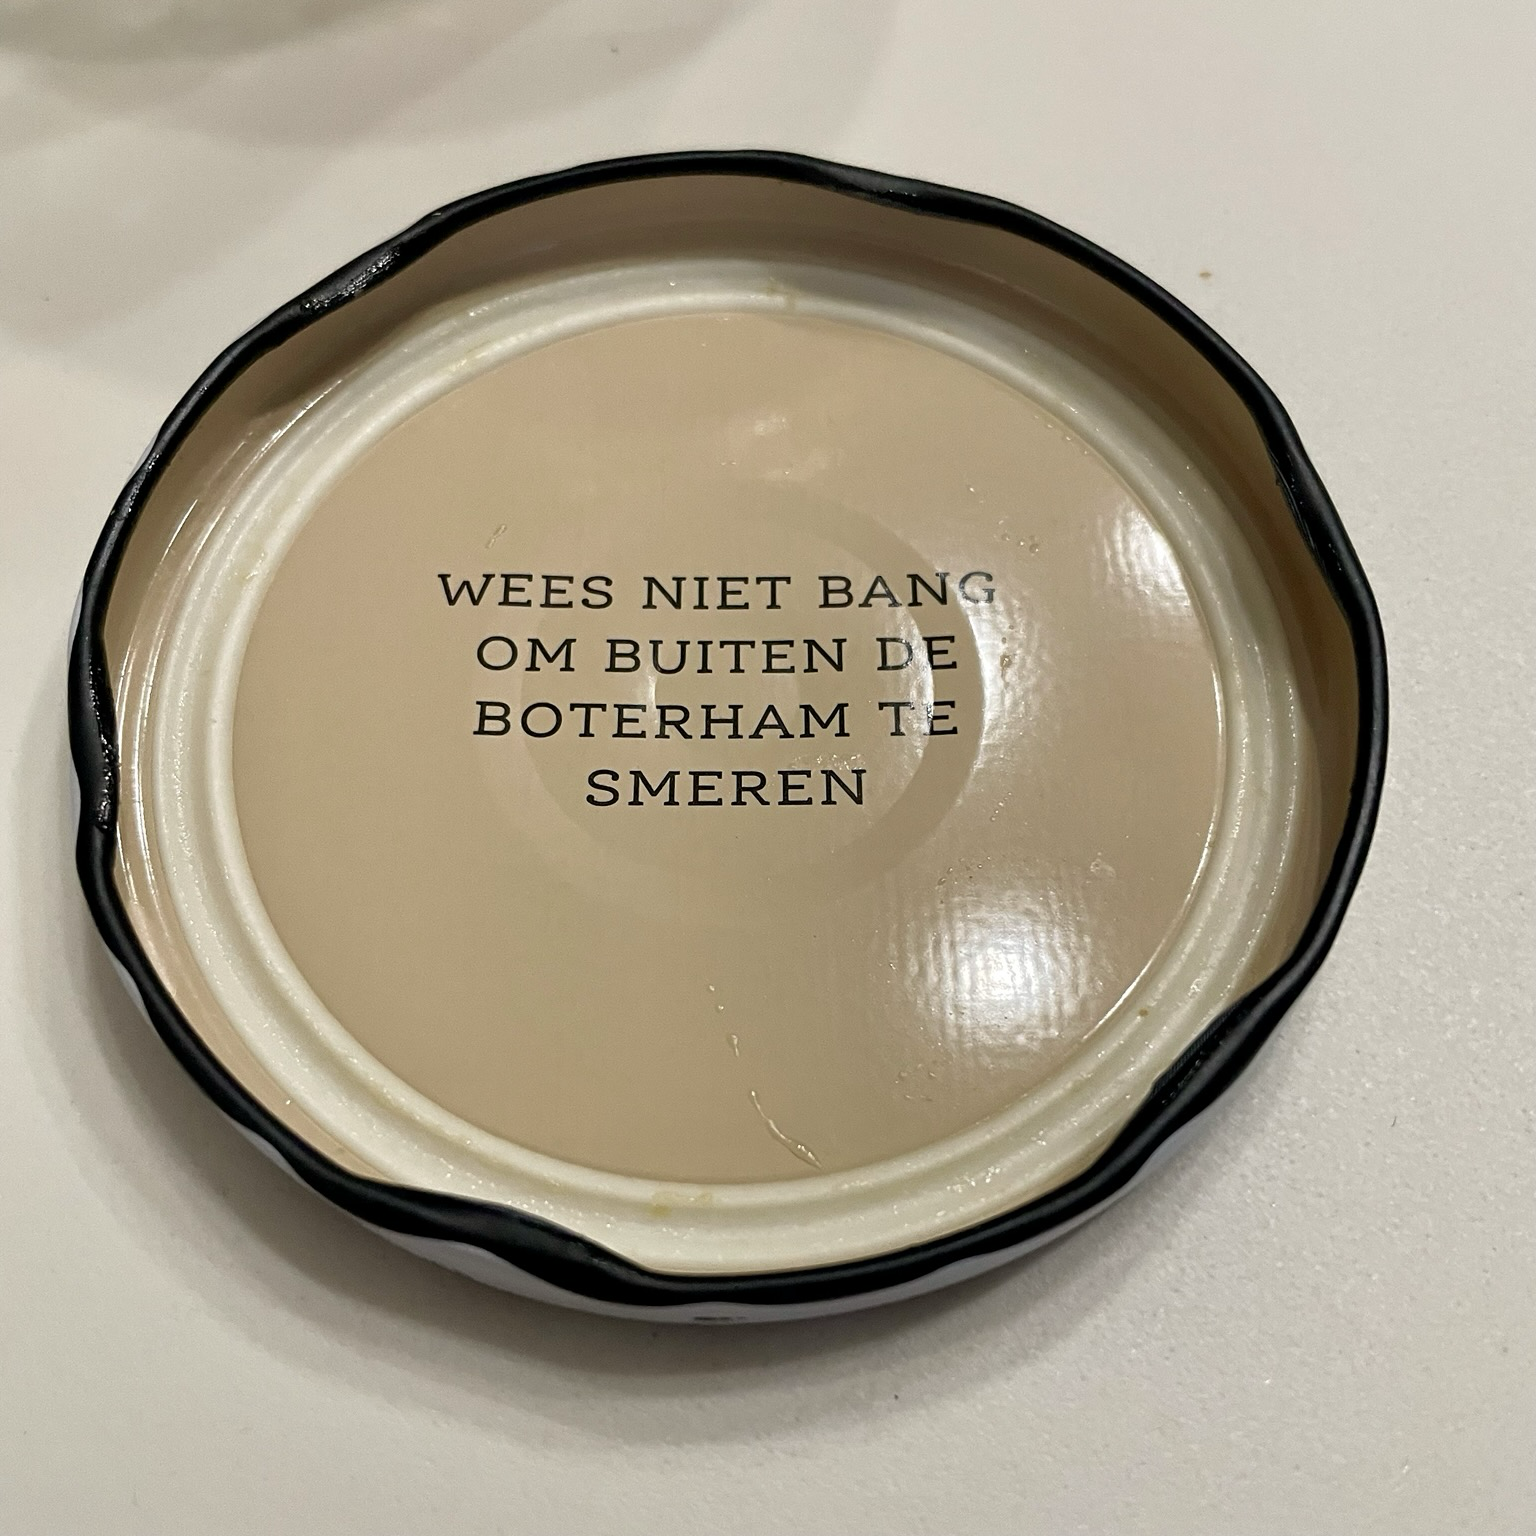 WEES NIET BANG
OM BUITEN DE
BOTERHAM TE
SMEREN